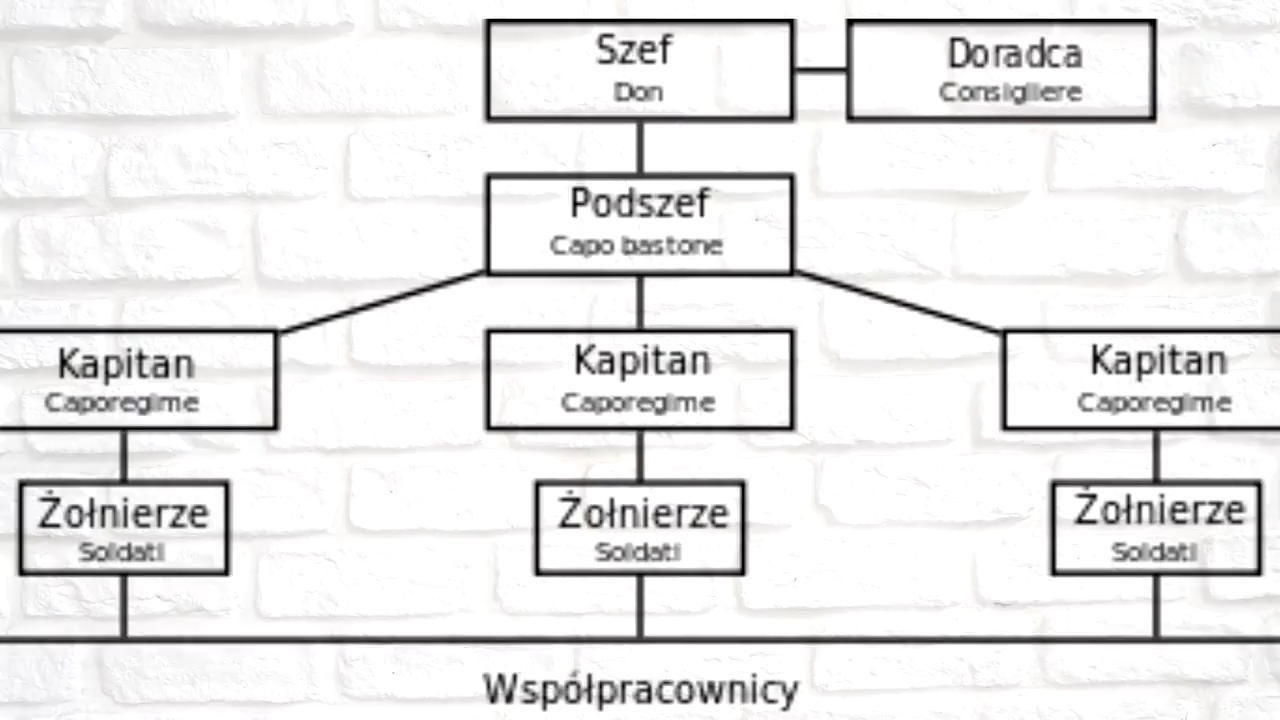 Szef
Don
Doradca
Consigliere
Podszef
Capo bastone
Kapitan
Caporegime
Kapitan
Caporegime
Kapitan
Caporegime
Żołnierze
Soldati
Żołnierze
Soldati
Żołnierze
Soldati
Współpracownicy